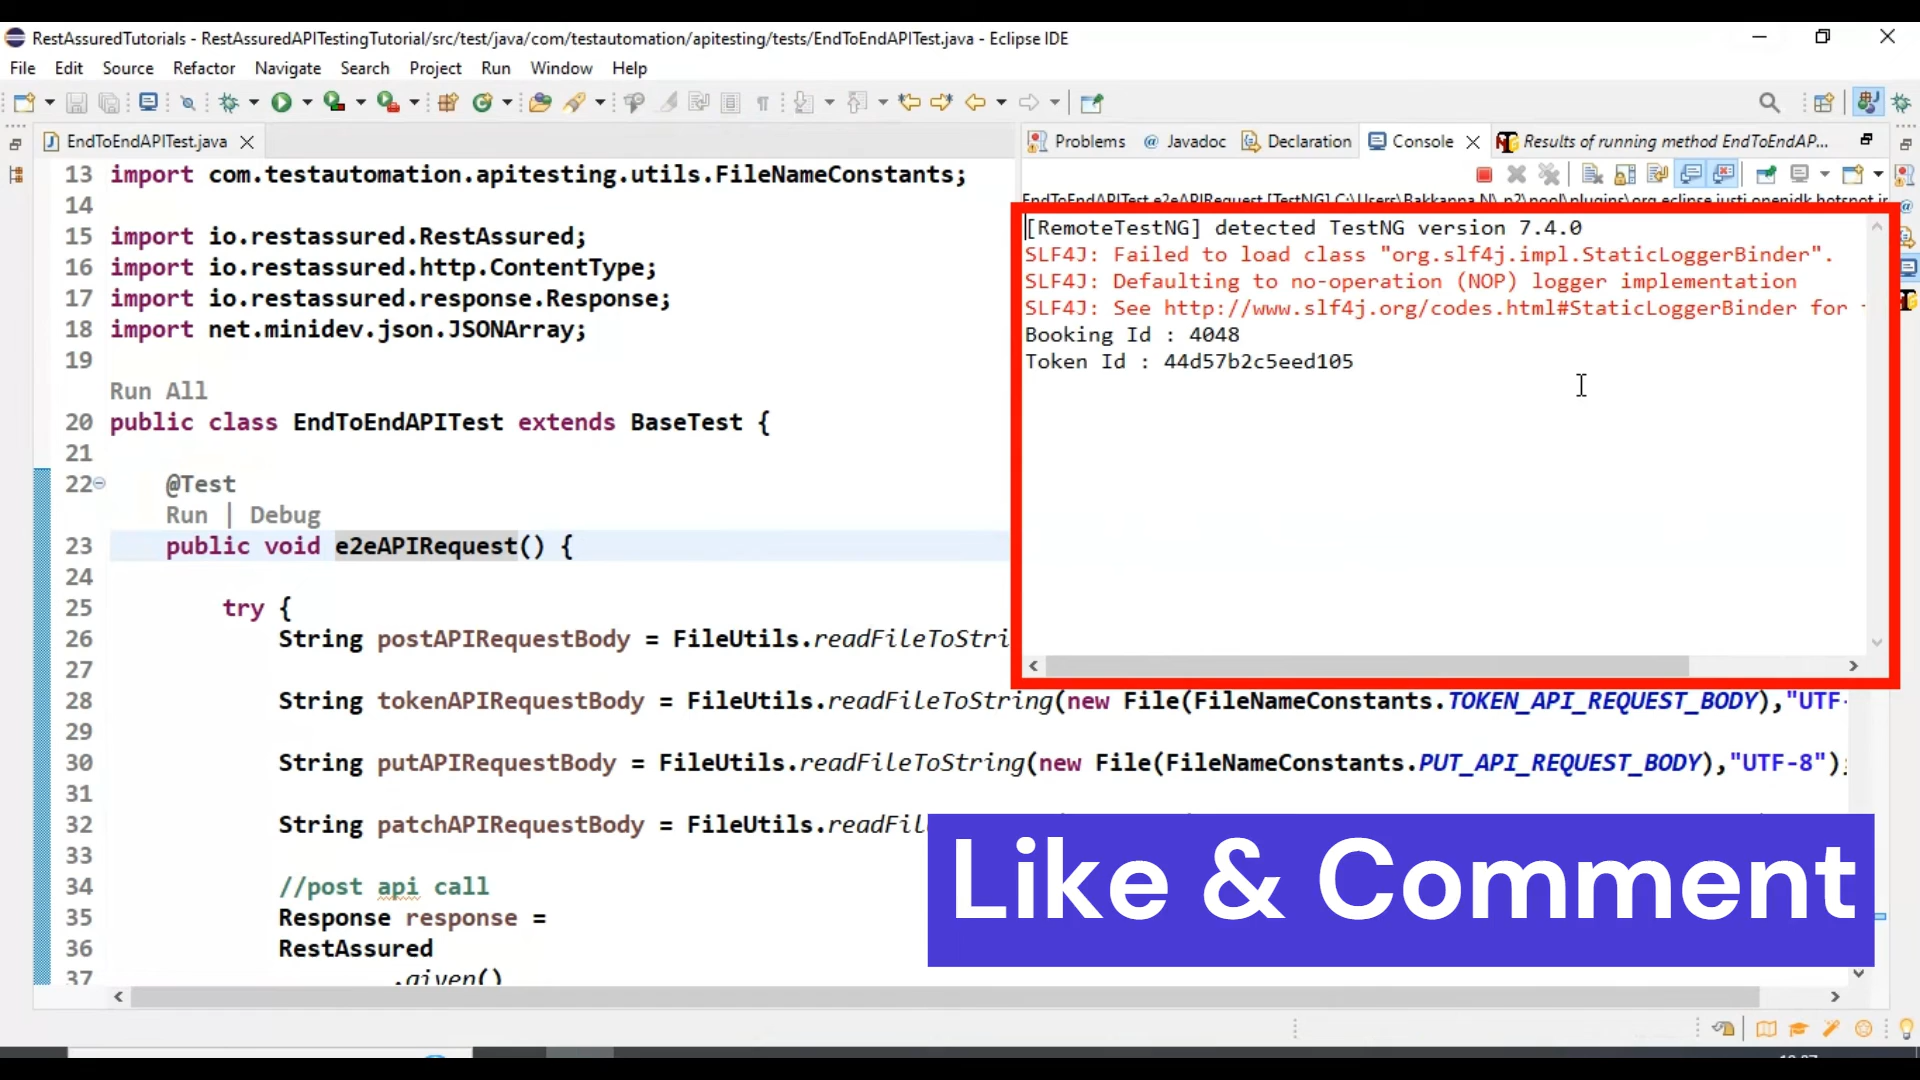 RestAssuredTutorials - RestAssuredAPITestingTutorial/src/test/java/com/testautomation/apitesting/tests/EndToEndAPITest.java - Eclipse IDE
File Edit Source Refactor Navigate Search Project Run Window Help
EndToEndAPITest.java
13 import com.testautomation.apitesting.utils.FileNameConstants;
14
15 import io.restassured.RestAssured;
16 import io.restassured.http.ContentType;
17 import io.restassured.response.Response;
18 import net.minidev.json.JSONArray;
19
Run All
20 public class EndToEndAPITest extends BaseTest {
21
22 @Test
Run | Debug
23 public void e2eAPIRequest() {
24
25 try {
26 String postAPIRequestBody = FileUtils.readFileToStri
27
28 String tokenAPIRequestBody = FileUtils.readFileToString(new File(FileNameConstants.TOKEN_API_REQUEST_BODY),"UTF-
29
30 String putAPIRequestBody = FileUtils.readFileToString(new File(FileNameConstants.PUT_API_REQUEST_BODY),"UTF-8");
31
32 String patchAPIRequestBody = FileUtils.readFil
33
34 //post api call
35 Response response =
36 RestAssured
37 .given()
Problems @ Javadoc Declaration Console Results of running method EndToEndAP...
[RemoteTestNG] detected TestNG version 7.4.0
SLF4J: Failed to load class "org.slf4j.impl.StaticLoggerBinder".
SLF4J: Defaulting to no-operation (NOP) logger implementation
SLF4J: See http://www.slf4j.org/codes.html#StaticLoggerBinder for
Booking Id : 4048
Token Id : 44d57b2c5eed105
Like & Comment